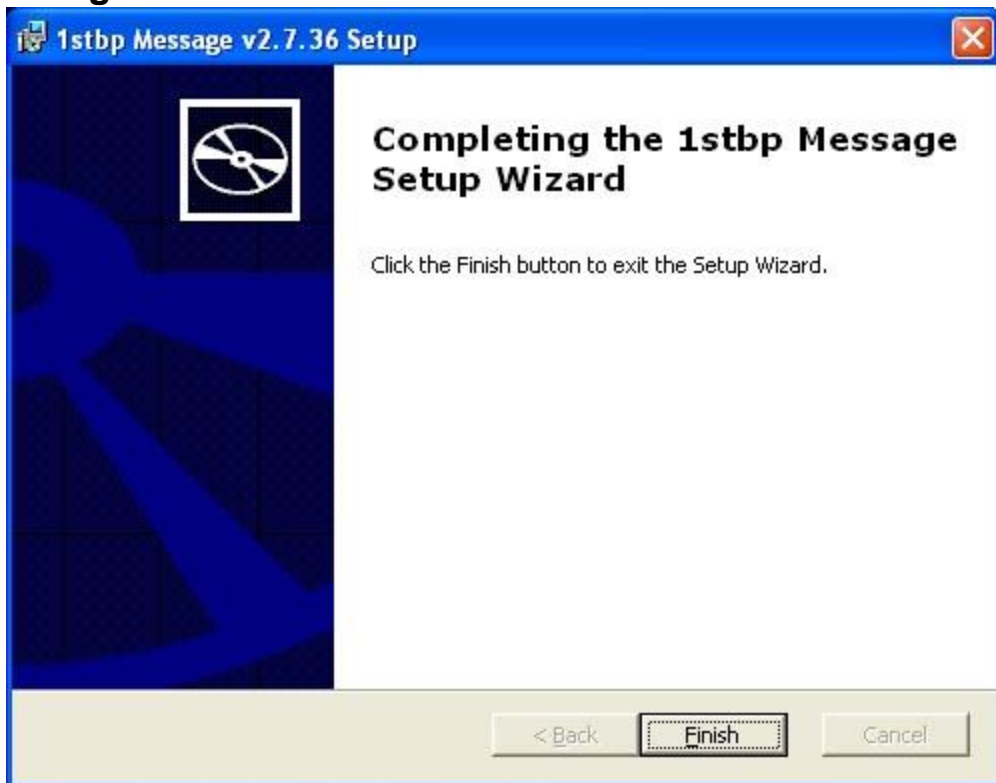 1stbp Message v2.7.36 Setup
Completing the 1stbp Message
Setup Wizard
Click the Finish button to exit the Setup Wizard.
< Back
Finish
Cancel